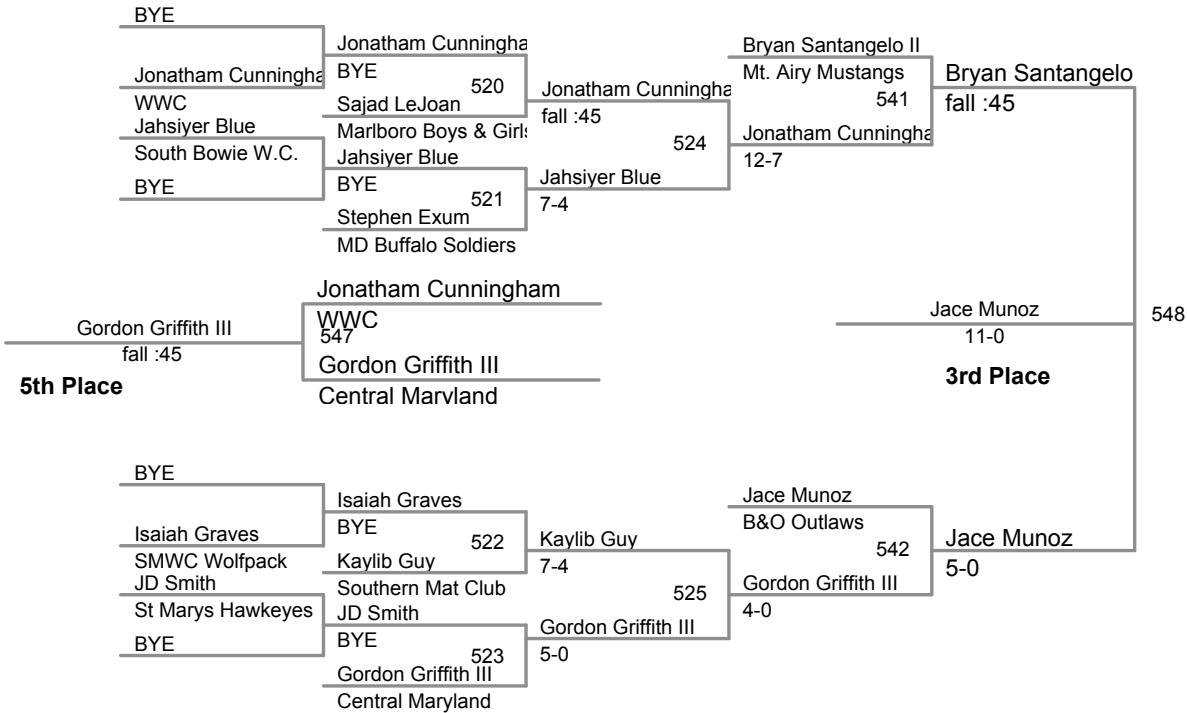 BYE
Jonatham Cunningha
Bryan Santangelo II
BYE
Mt. Airy Mustangs
Bryan Santangelo
Jonatham Cunningha
520
Jonatham Cunningha
541
fall :45
WWC
Sajad LeJoan
fall :45
Jahsiyer Blue
Marlboro Boys & Girls
524
Jonatham Cunningha
South Bowie W.C.
Jahsiyer Blue
12-7
BYE
BYE
521
Jahsiyer Blue
7-4
Stephen Exum
MD Buffalo Soldiers
Jonatham Cunningham
WWC
Jace Munoz
548
Gordon Griffith III
547
11-0
fall :45
Gordon Griffith III
5th Place
3rd Place
Central Maryland
BYE
Isaiah Graves
Jace Munoz
BYE
B&O Outlaws
Isaiah Graves
522
Kaylib Guy
542
Jace Munoz
SMWC Wolfpack
Kaylib Guy
7-4
5-0
JD Smith
Southern Mat Club
525
Gordon Griffith III
St Marys Hawkeyes
JD Smith
4-0
BYE
BYE
Gordon Griffith III
523
5-0
Gordon Griffith III
Central Maryland